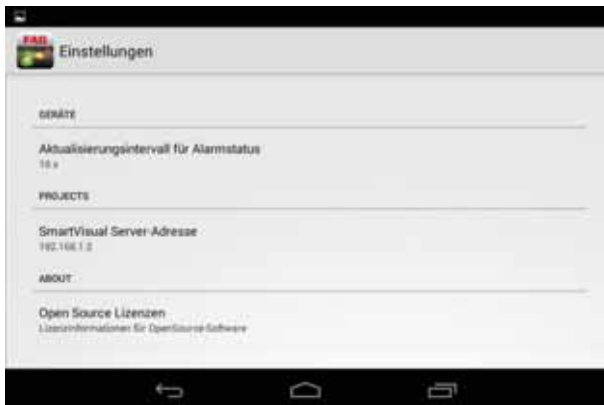 FAG
Einstellungen
GERÄTE
Aktualisierungsintervall für Alarmstatus
10 s
PROJECTS
SmartVisual Server-Adresse
192.168.1.2
ABOUT
Open Source Lizenzen
Lizenzinformationen für OpenSource-Software